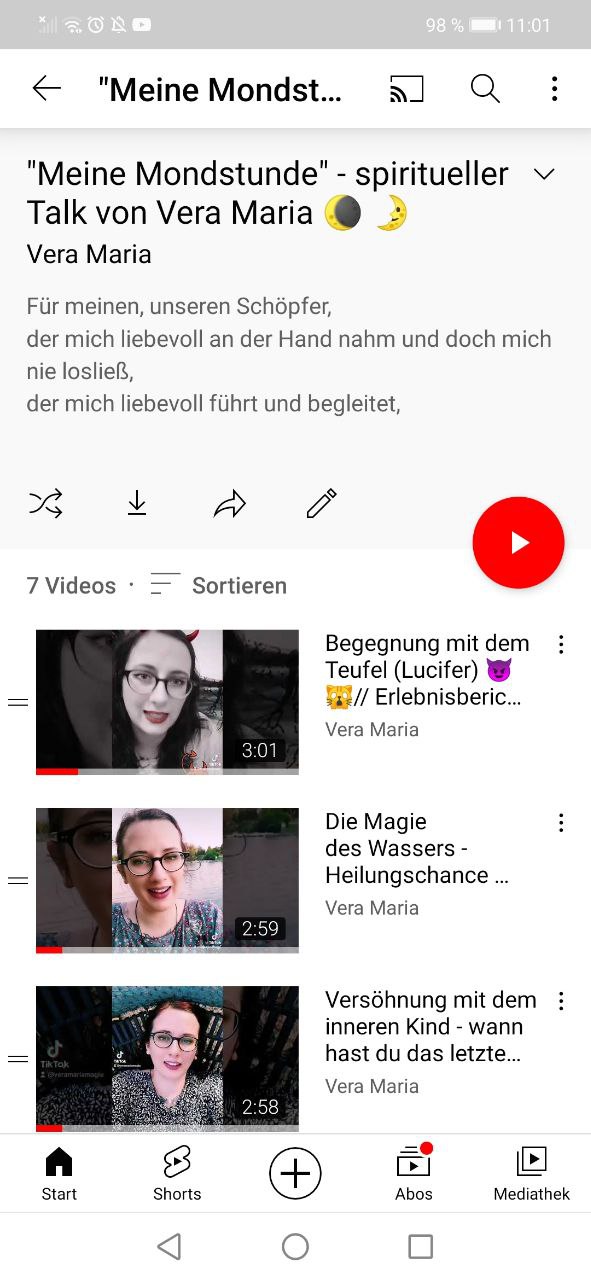 98 % 11:01
"Meine Mondst...
"Meine Mondstunde" - spiritueller
Talk von Vera Maria 🌘 🌛
Vera Maria
Für meinen, unseren Schöpfer,
der mich liebevoll an der Hand nahm und doch mich
nie losließ,
der mich liebevoll führt und begleitet,
7 Videos · Sortieren
Begegnung mit dem
Teufel (Lucifer) 😈
🙀// Erlebnisberic...
Vera Maria
3:01
Die Magie
des Wassers -
Heilungschance ...
Vera Maria
2:59
Versöhnung mit dem
inneren Kind - wann
hast du das letzte...
Vera Maria
TikTok
@veramariamagie
TikTok
2:58
Start
Shorts
Abos
Mediathek